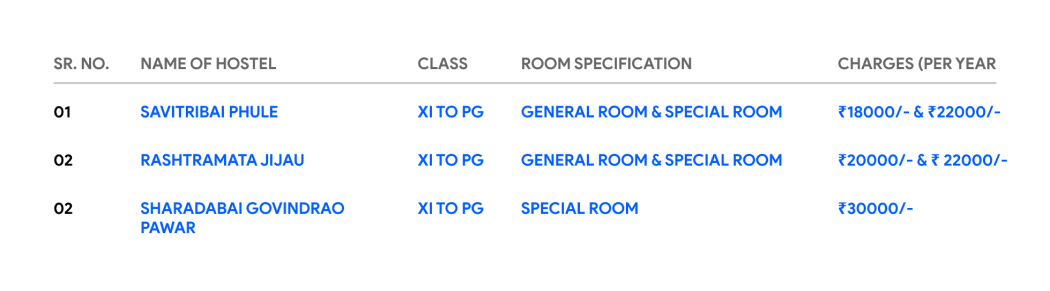 SR. NO. NAME OF HOSTEL CLASS ROOM SPECIFICATION CHARGES (PER YEAR
01 SAVITRIBAI PHULE XI TO PG GENERAL ROOM & SPECIAL ROOM ₹18000/- & ₹22000/-
02 RASHTRAMATA JIJAU XI TO PG GENERAL ROOM & SPECIAL ROOM ₹20000/- & ₹ 22000/-
02 SHARADABAI GOVINDRAO XI TO PG SPECIAL ROOM ₹30000/-
PAWAR